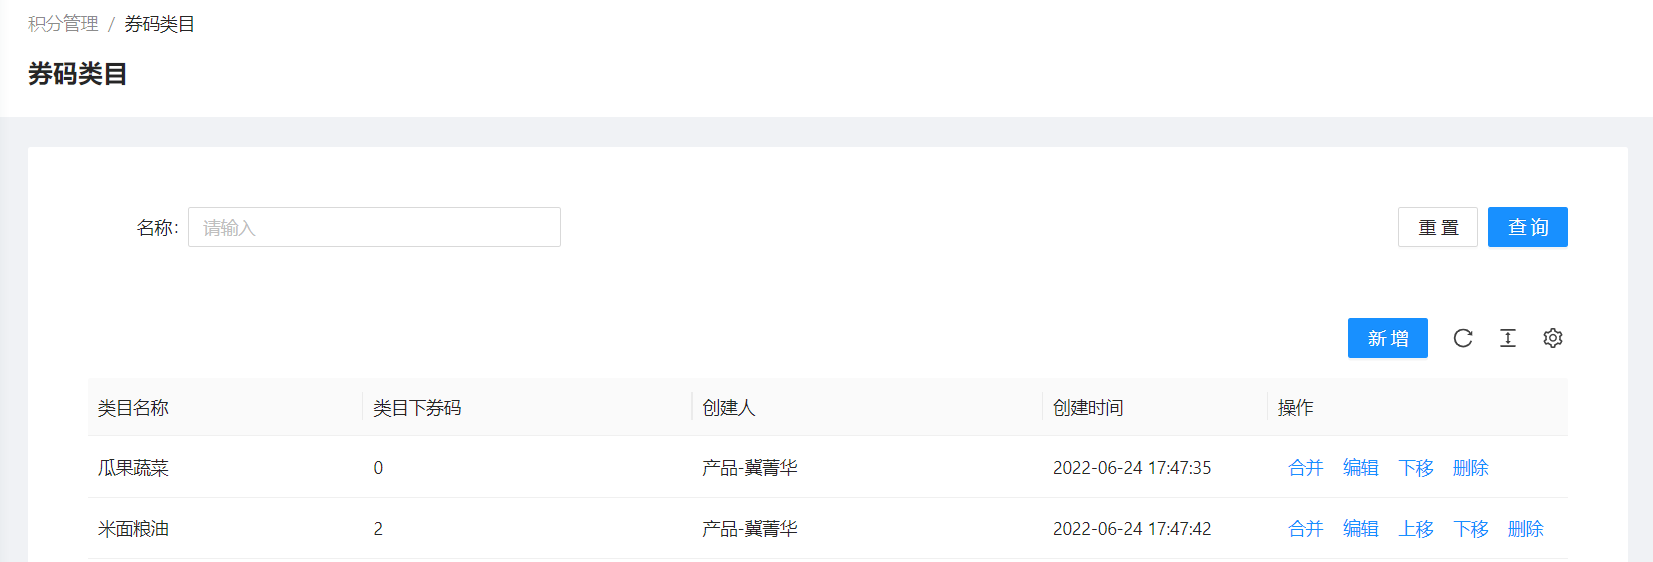 积分管理 / 券码类目
券码类目
名称: 请输入 重置 查询
新增
类目名称 类目下券码 创建人 创建时间 操作
瓜果蔬菜 0 产品-冀菁华 2022-06-24 17:47:35 合并 编辑 下移 删除
米面粮油 2 产品-冀菁华 2022-06-24 17:47:42 合并 编辑 上移 下移 删除